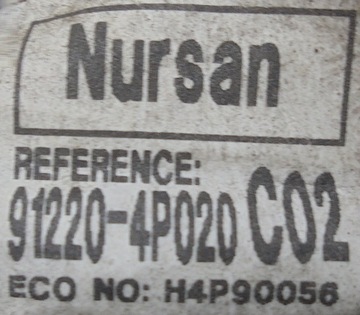 Nursan
REFERENCE:
91220-4P020 C02
ECO NO: H4P90056